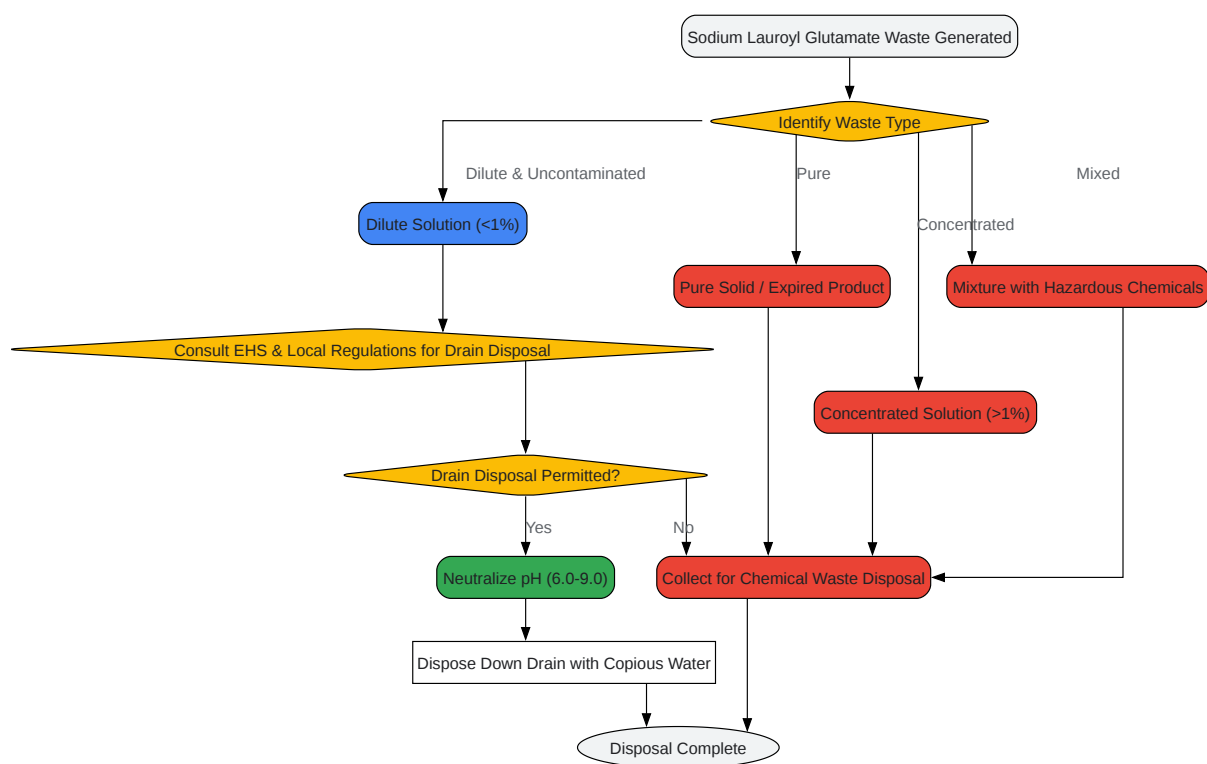 Sodium Lauroyl Glutamate Waste Generated
Identify Waste Type
Dilute & Uncontaminated
Pure
Mixed
Dilute Solution (<1%)
Concentrated
Pure Solid / Expired Product
Mixture with Hazardous Chemicals
Consult EHS & Local Regulations for Drain Disposal
Concentrated Solution (>1%)
Drain Disposal Permitted?
Yes
No
Neutralize pH (6.0-9.0)
Collect for Chemical Waste Disposal
Dispose Down Drain with Copious Water
Disposal Complete